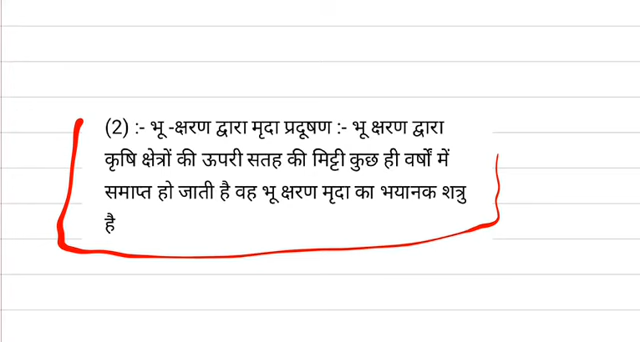 (2) :- भू -क्षरण द्वारा मृदा प्रदूषण :- भू क्षरण द्वारा
कृषि क्षेत्रों की ऊपरी सतह की मिट्टी कुछ ही वर्षों में
समाप्त हो जाती है वह भू क्षरण मृदा का भयानक शत्रु
है